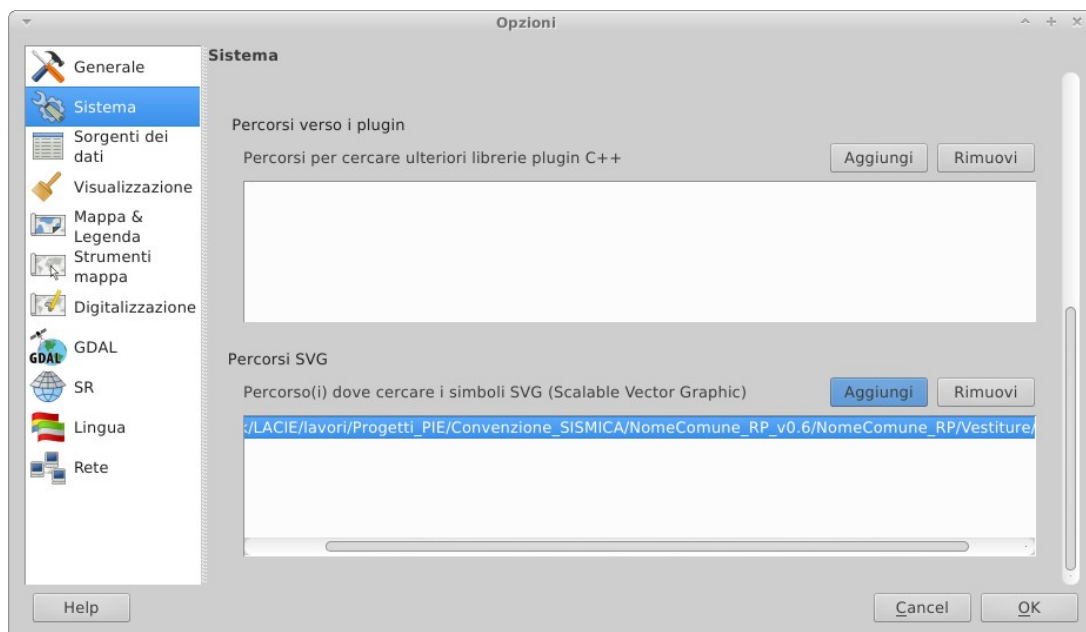 Opzioni
Generale
Sistema
Sorgenti dei
dati
Visualizzazione
Mappa &
Legenda
Strumenti
mappa
Digitalizzazione
GDAL
GDAL
SR
Lingua
Rete
Sistema
Percorsi verso i plugin
Percorsi per cercare ulteriori librerie plugin C++
Aggiungi
Rimuovi
Percorsi SVG
Percorso(i) dove cercare i simboli SVG (Scalable Vector Graphic)
Aggiungi
Rimuovi
:/LACIE/lavori/Progetti_PIE/Convenzione_SISMICA/NomeComune_RP_v0.6/NomeComune_RP/Vestiture/
Help
Cancel
OK